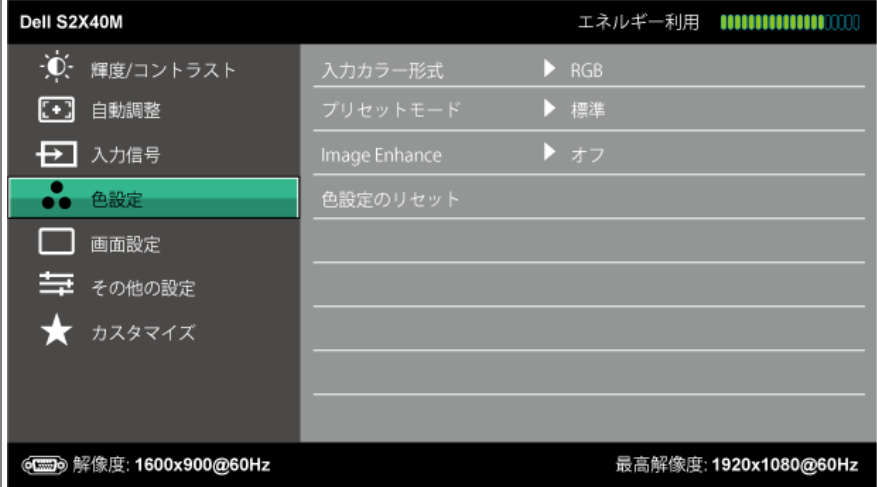 Dell S2X40M エネルギー利用
輝度/コントラスト
入力カラー形式 RGB
自動調整
プリセットモード 標準
入力信号
Image Enhance オフ
色設定
色設定のリセット
画面設定
その他の設定
カスタマイズ
解像度: 1600x900@60Hz 最高解像度: 1920x1080@60Hz